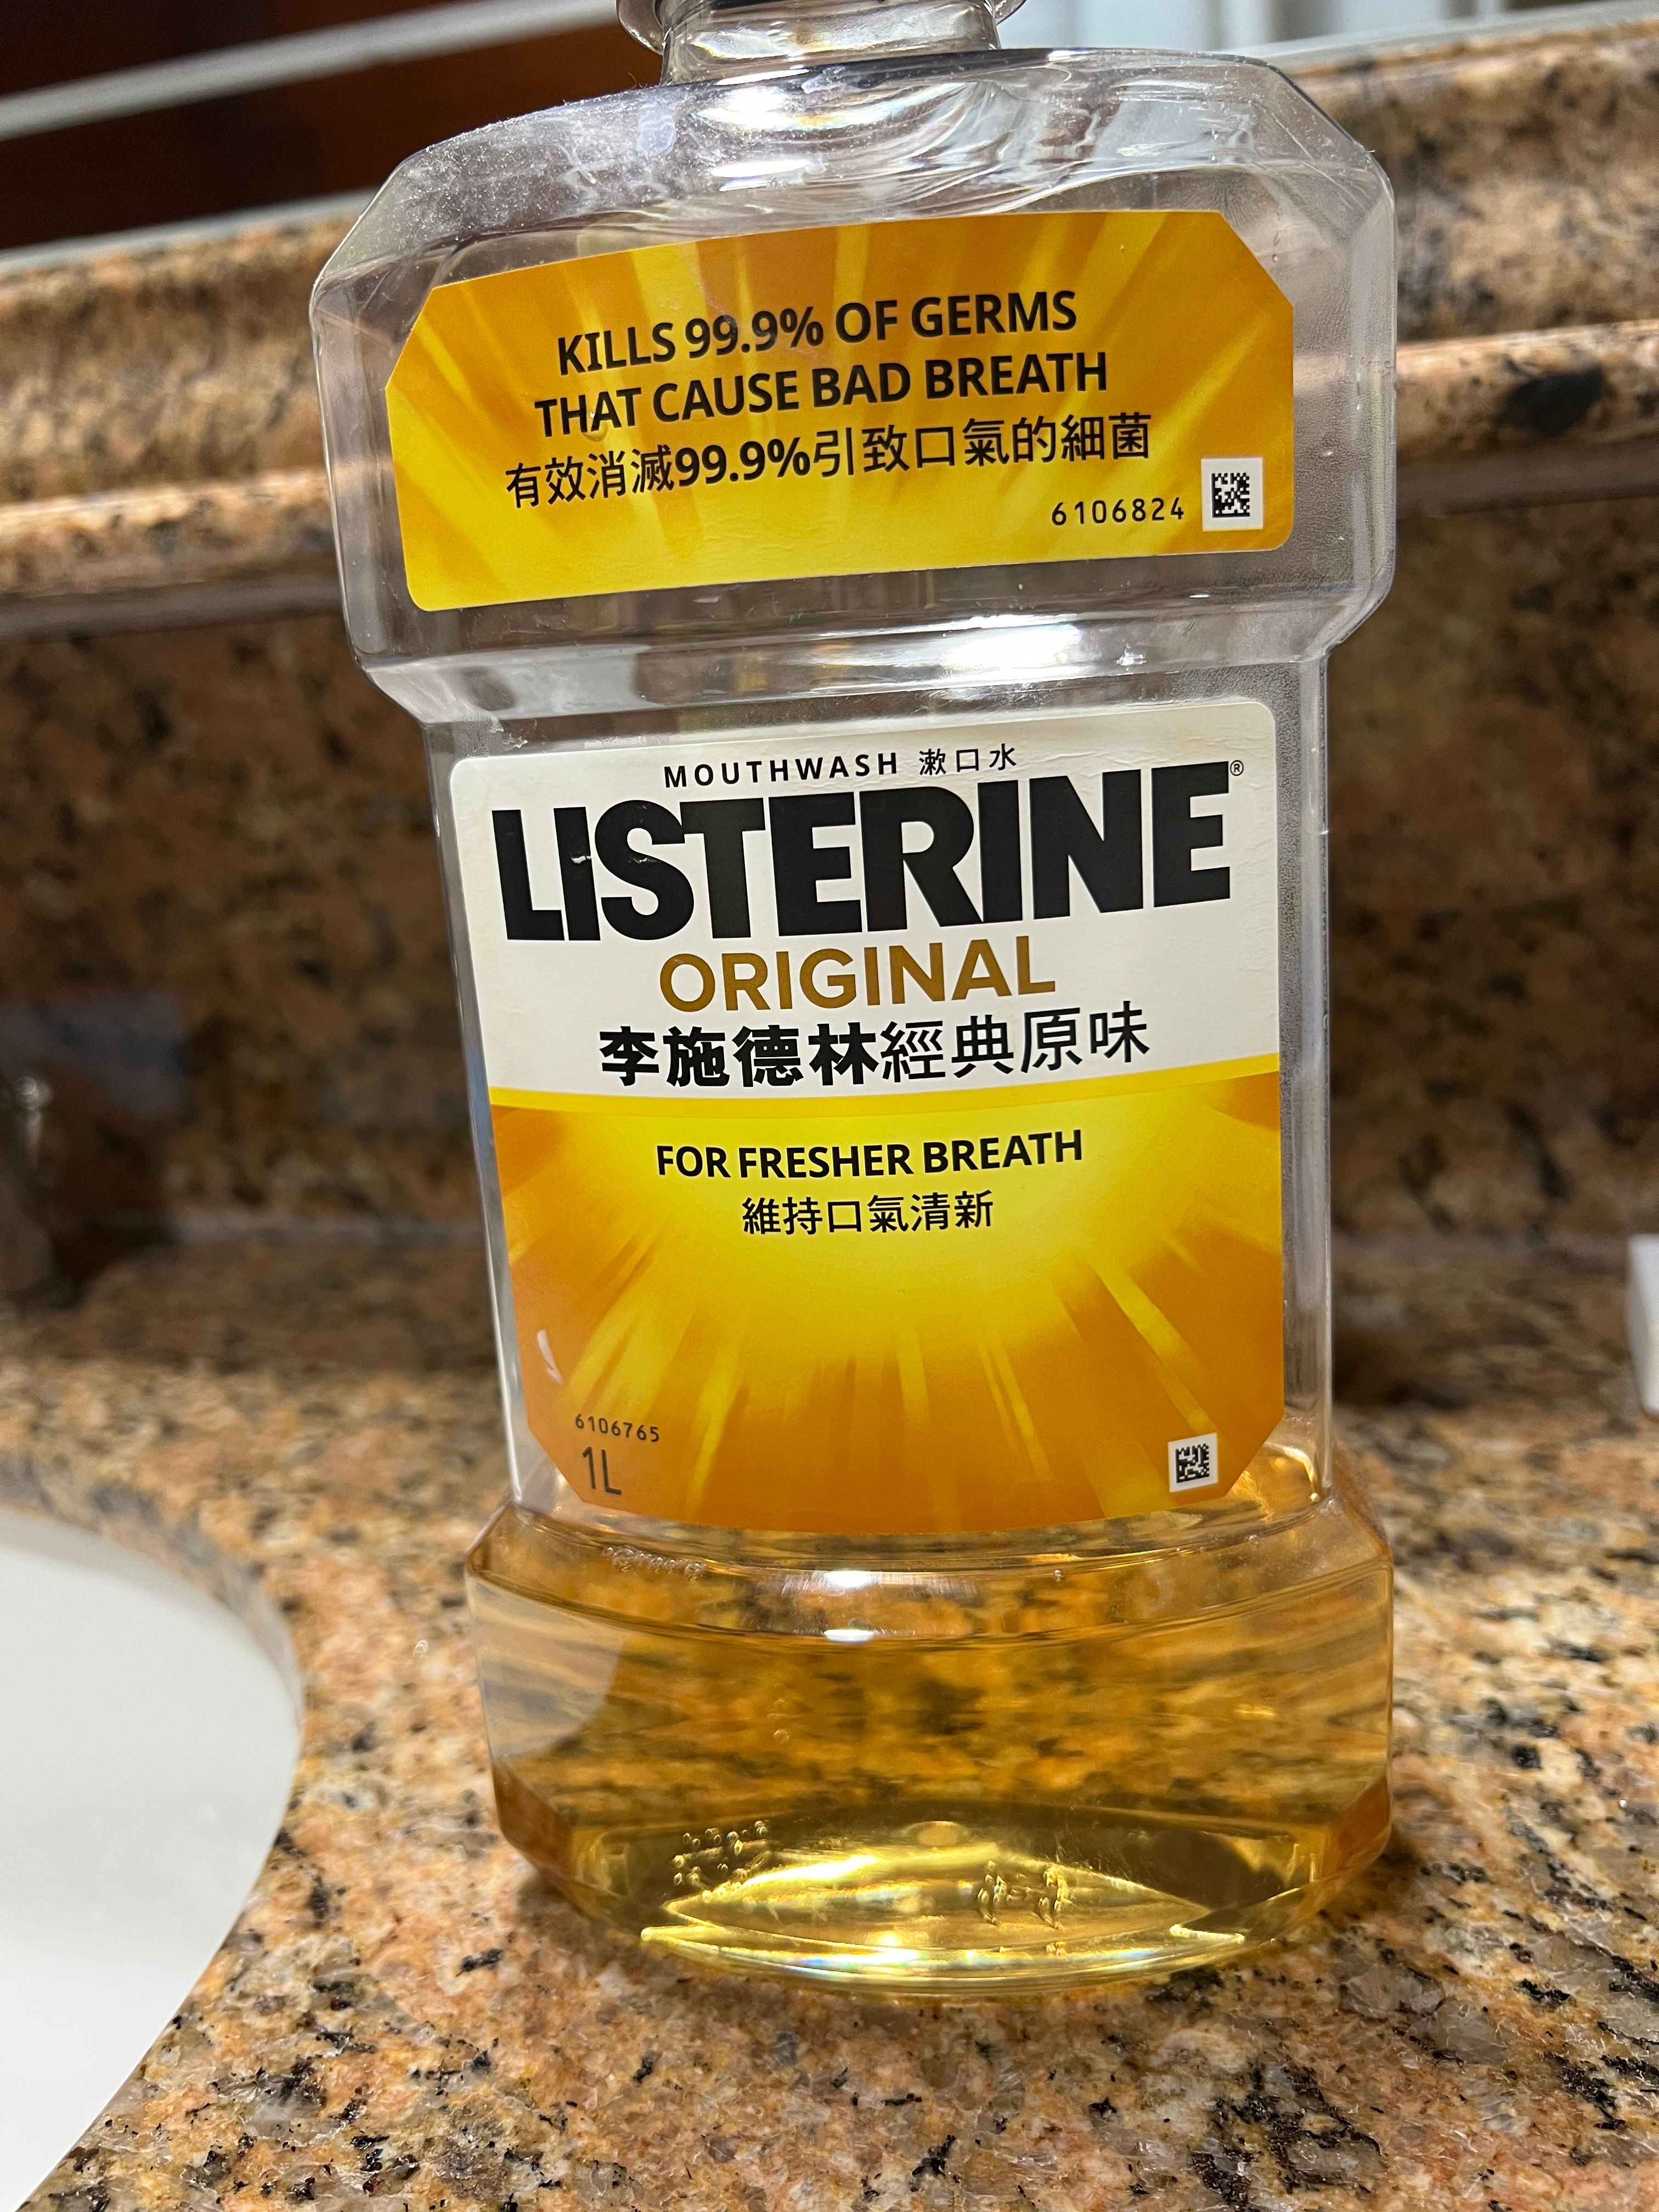 KILLS 99.9% OF GERMS
THAT CAUSE BAD BREATH
有效消滅99.9%引致口氣的細菌
6106824
MOUTHWASH 漱口水
LISTERINE®
ORIGINAL
李施德林經典原味
FOR FRESHER BREATH
維持口氣清新
6106765
1L